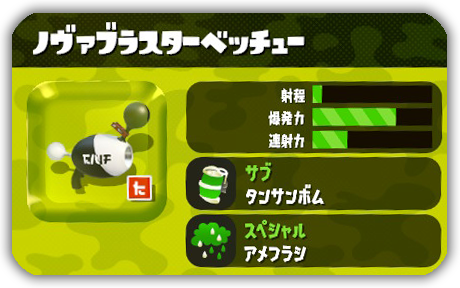 ノヴァブラスターベッチュー
射程
爆発力
連射力
た
サブ
タンサンボム
スペシャル
アメフラシ